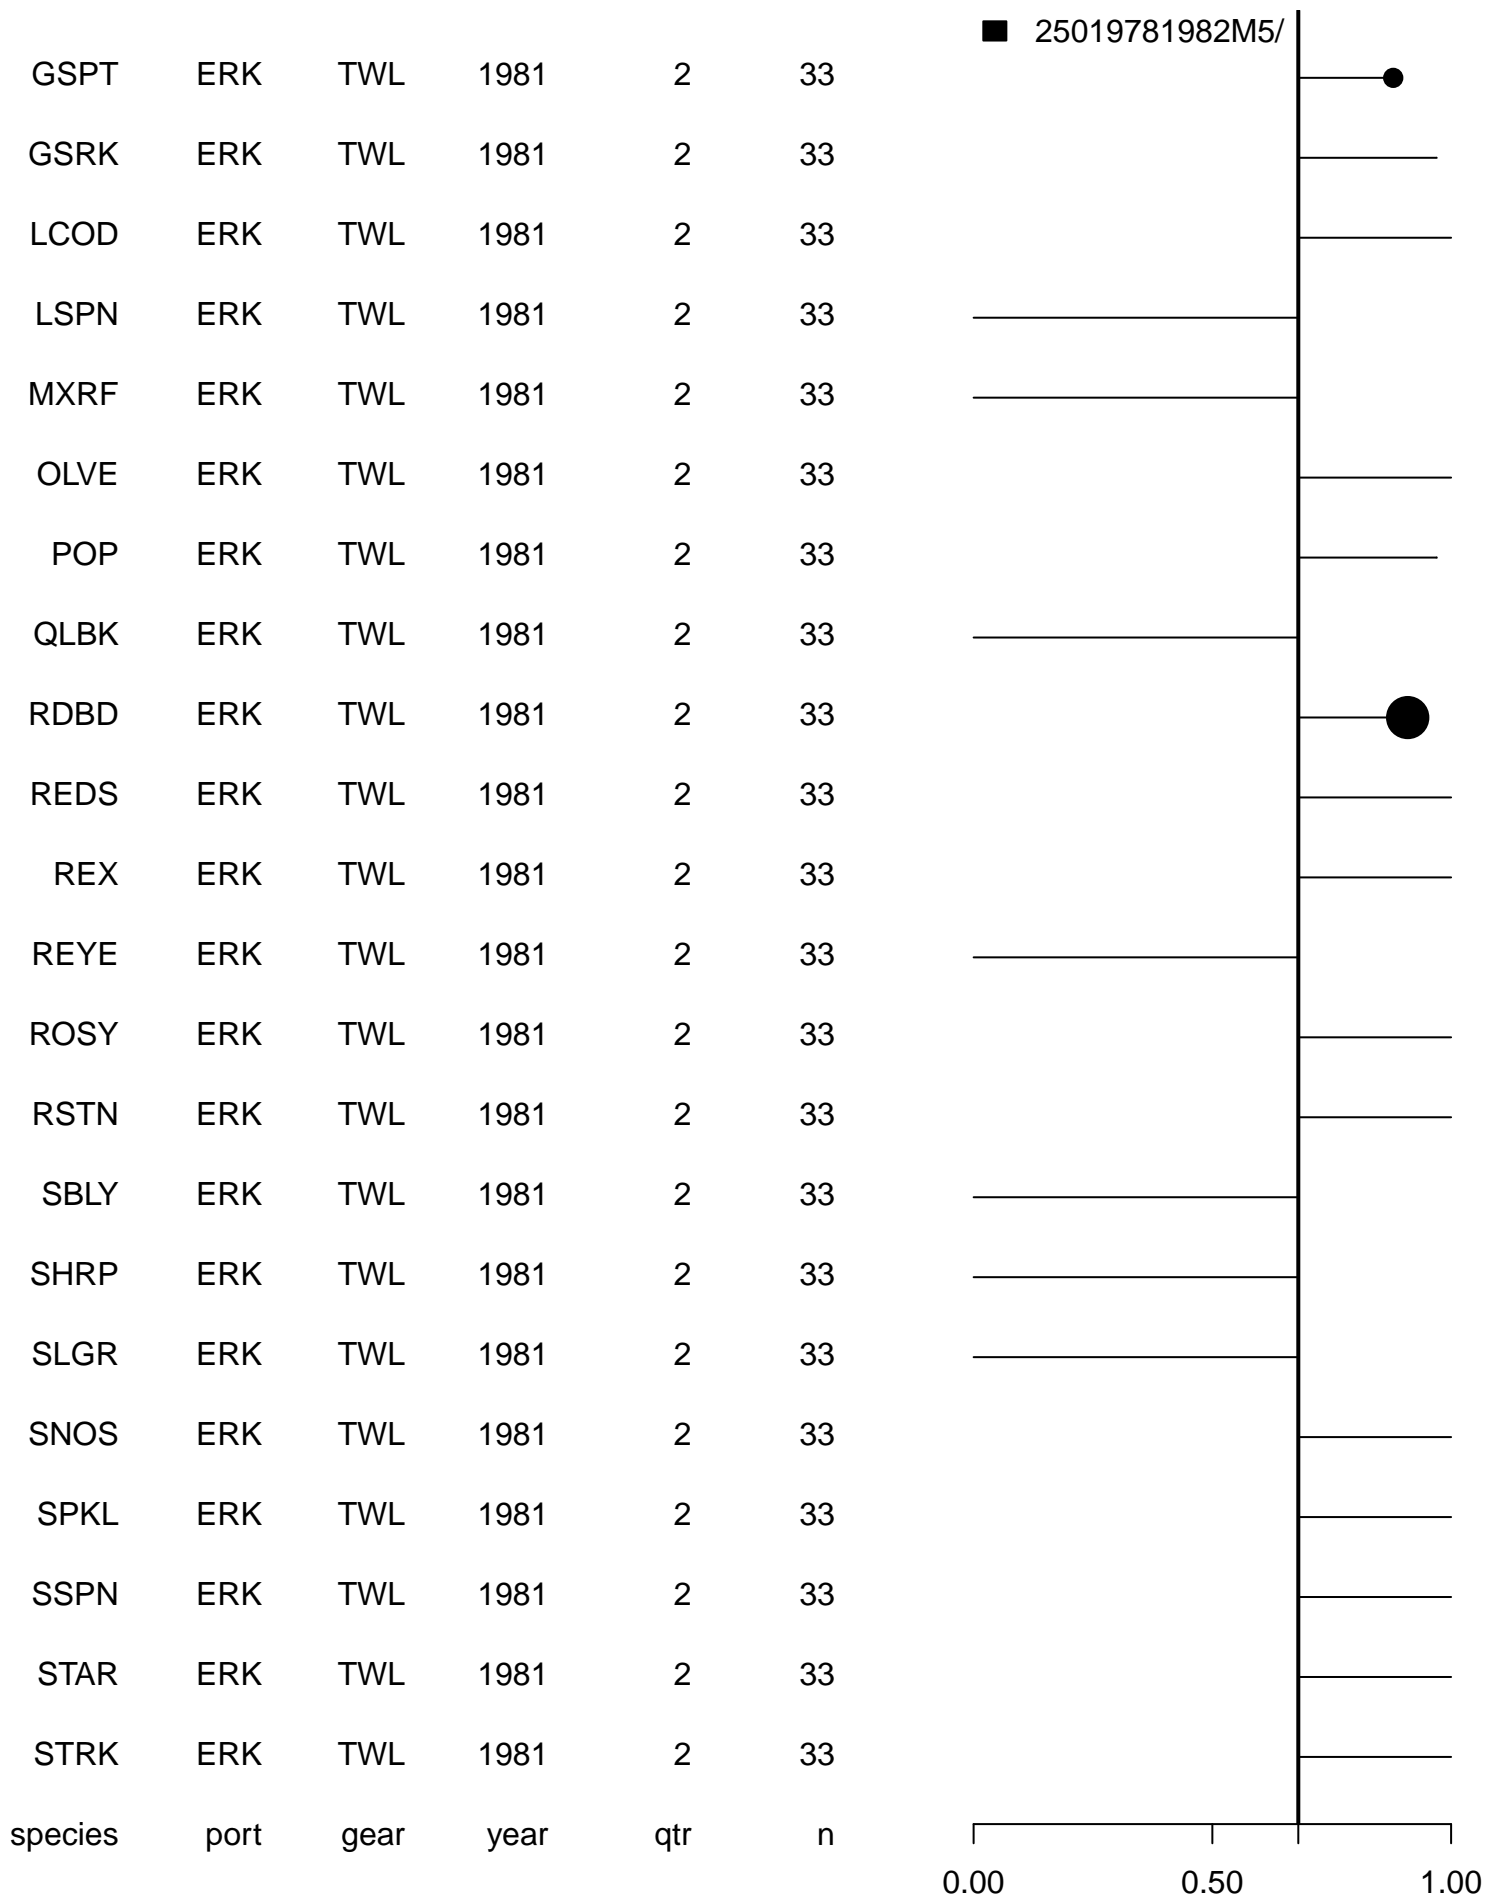 25019781982M5/
GSPT ERK TWL 1981 2 33
GSRK ERK TWL 1981 2 33
LCOD ERK TWL 1981 2 33
LSPN ERK TWL 1981 2 33
MXRF ERK TWL 1981 2 33
OLVE ERK TWL 1981 2 33
POP ERK TWL 1981 2 33
QLBK ERK TWL 1981 2 33
RDBD ERK TWL 1981 2 33
REDS ERK TWL 1981 2 33
REX ERK TWL 1981 2 33
REYE ERK TWL 1981 2 33
ROSY ERK TWL 1981 2 33
RSTN ERK TWL 1981 2 33
SBLY ERK TWL 1981 2 33
SHRP ERK TWL 1981 2 33
SLGR ERK TWL 1981 2 33
SNOS ERK TWL 1981 2 33
SPKL ERK TWL 1981 2 33
SSPN ERK TWL 1981 2 33
STAR ERK TWL 1981 2 33
STRK ERK TWL 1981 2 33
species port gear year qtr n
0.00 0.50 1.00